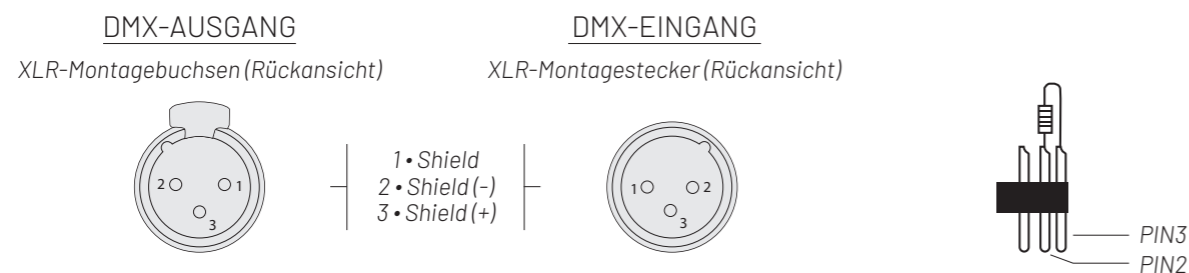 DMX-AUSGANG
XLR-Montagebuchsen (Rückansicht)
2
1
3
1 • Shield
2 • Shield (-)
3 • Shield (+)
DMX-EINGANG
XLR-Montagestecker (Rückansicht)
1
2
3
PIN3
PIN2